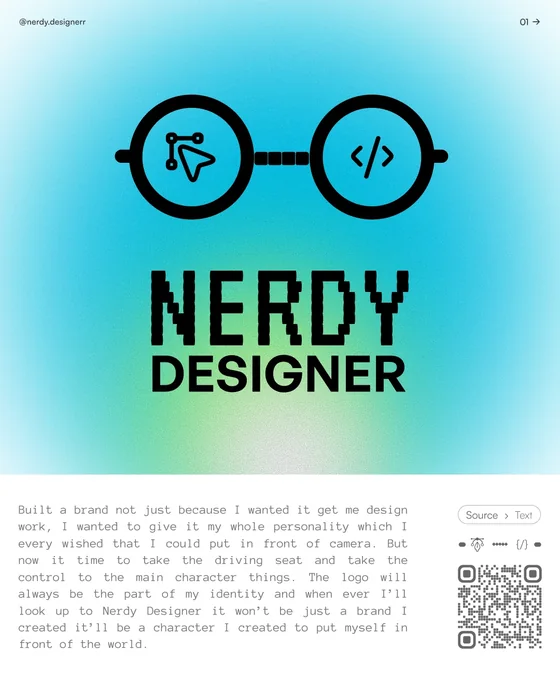 @nerdy.designerr
01 →
</>
NERDY
DESIGNER
Built a brand not just because I wanted it get me design
work, I wanted to give it my whole personality which I
every wished that I could put in front of camera. But
now it time to take the driving seat and take the
control to the main character things. The logo will
always be the part of my identity and when ever I’ll
look up to Nerdy Designer it won’t be just a brand I
created it’ll be a character I created to put myself in
front of the world.
Source › Text
{/}